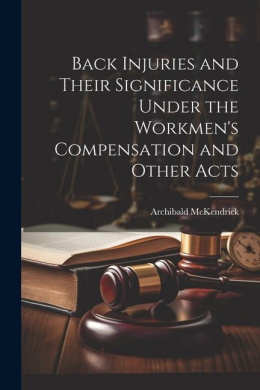 Back Injuries and
Their Significance
Under the
Workmen's
Compensation and
Other Acts
Archibald McKendrick